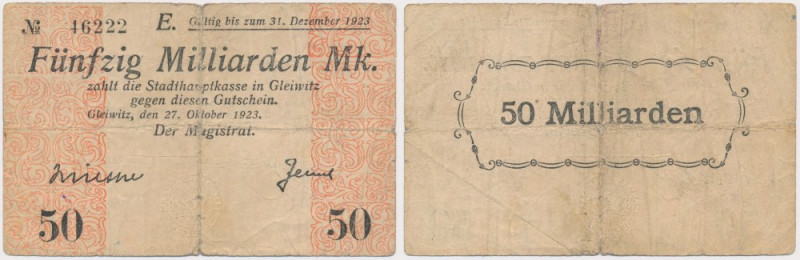 № 46222 E. Gültig bis zum 31. Dezember 1923
Fünfzig Milliarden Mk.
zahlt die Stadthauptkasse in Gleiwitz
gegen diesen Gutschein.
Gleiwitz, den 27. Oktober 1923.
Der Magistrat.
50 50
50 Milliarden